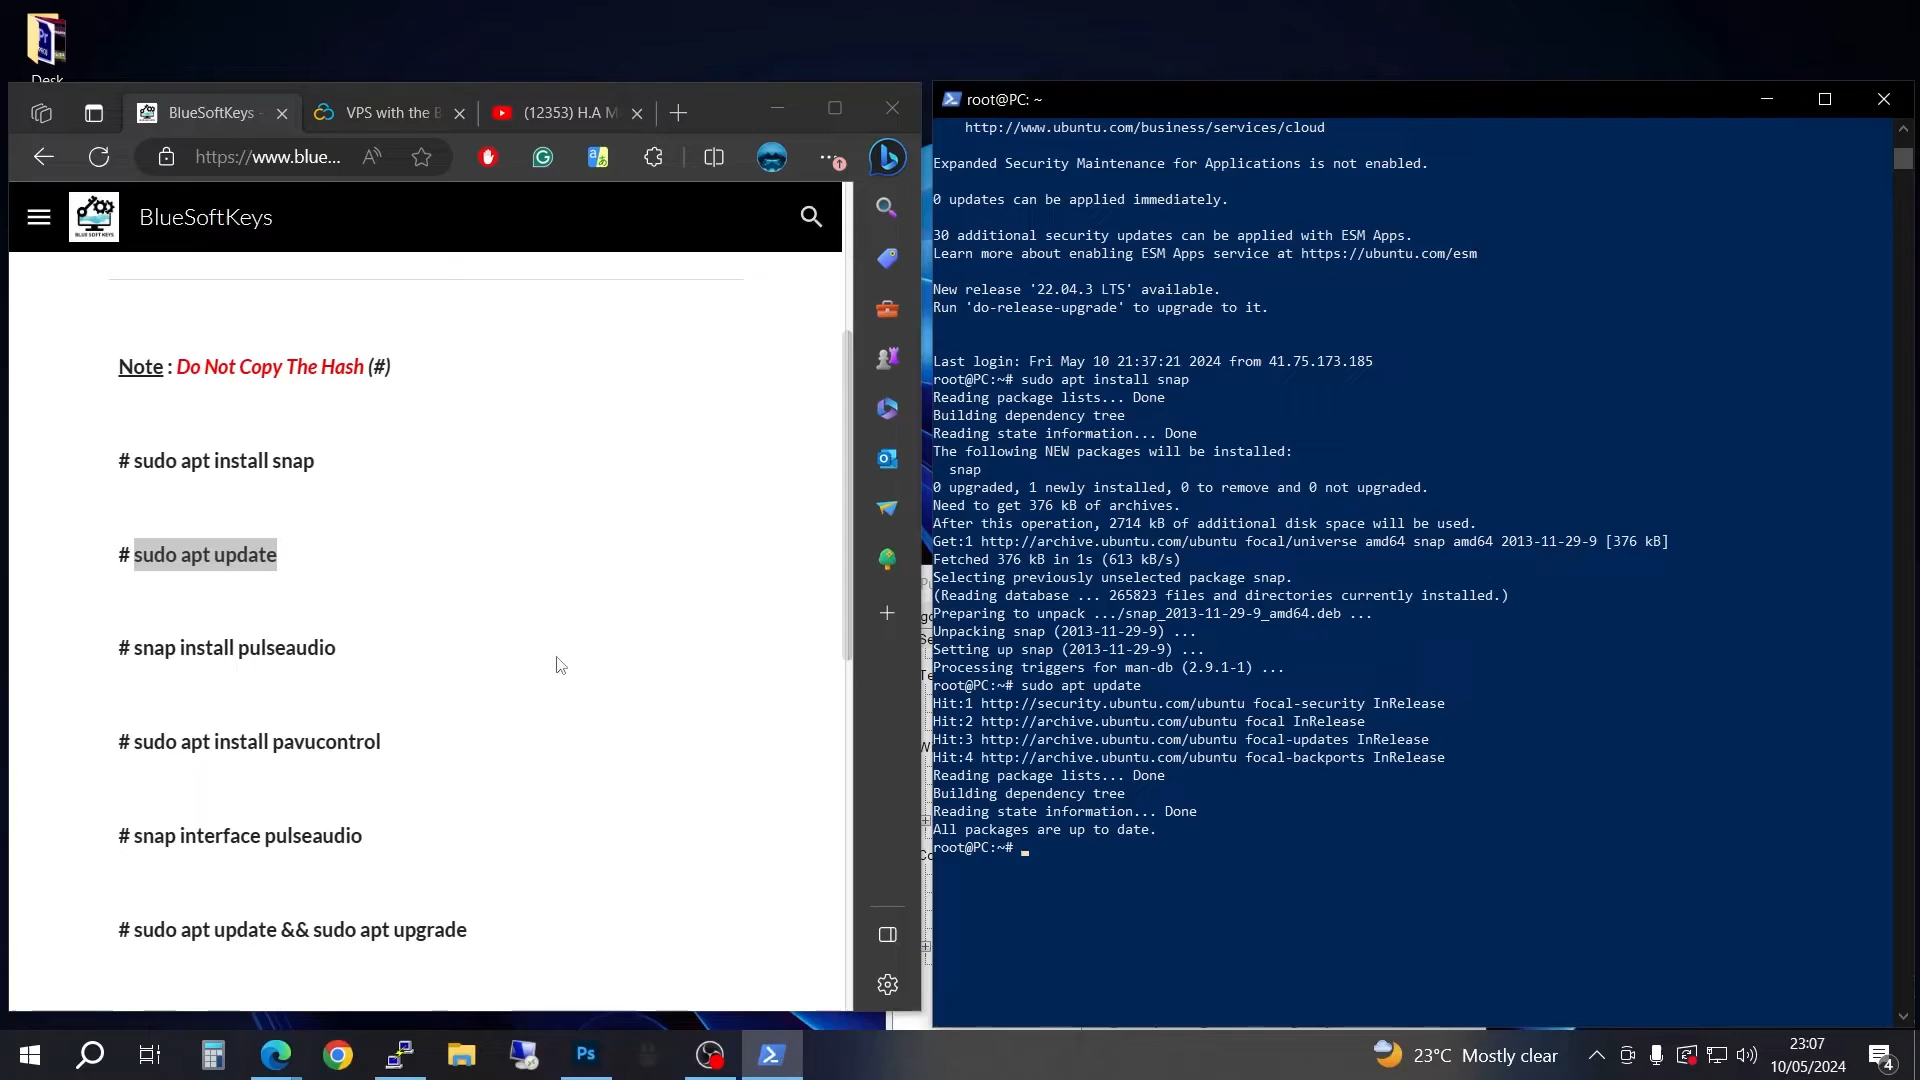 Desk
BlueSoftKeys -
VPS with the B
(12353) H.A M
https://www.blue...
BLUE SOFT KEYS
BlueSoftKeys
Note : Do Not Copy The Hash (#)
# sudo apt install snap
# sudo apt update
# snap install pulseaudio
# sudo apt install pavucontrol
# snap interface pulseaudio
# sudo apt update && sudo apt upgrade
root@PC: ~
http://www.ubuntu.com/business/services/cloud
Expanded Security Maintenance for Applications is not enabled.
0 updates can be applied immediately.
30 additional security updates can be applied with ESM Apps.
Learn more about enabling ESM Apps service at https://ubuntu.com/esm
New release '22.04.3 LTS' available.
Run 'do-release-upgrade' to upgrade to it.
Last login: Fri May 10 21:37:21 2024 from 41.75.173.185
root@PC:~# sudo apt install snap
Reading package lists... Done
Building dependency tree
Reading state information... Done
The following NEW packages will be installed:
snap
0 upgraded, 1 newly installed, 0 to remove and 0 not upgraded.
Need to get 376 kB of archives.
After this operation, 2714 kB of additional disk space will be used.
Get:1 http://archive.ubuntu.com/ubuntu focal/universe amd64 snap amd64 2013-11-29-9 [376 kB]
Fetched 376 kB in 1s (613 kB/s)
Selecting previously unselected package snap.
(Reading database ... 265823 files and directories currently installed.)
Preparing to unpack .../snap_2013-11-29-9_amd64.deb ...
Unpacking snap (2013-11-29-9) ...
Setting up snap (2013-11-29-9) ...
Processing triggers for man-db (2.9.1-1) ...
root@PC:~# sudo apt update
Hit:1 http://security.ubuntu.com/ubuntu focal-security InRelease
Hit:2 http://archive.ubuntu.com/ubuntu focal InRelease
Hit:3 http://archive.ubuntu.com/ubuntu focal-updates InRelease
Hit:4 http://archive.ubuntu.com/ubuntu focal-backports InRelease
Reading package lists... Done
Building dependency tree
Reading state information... Done
All packages are up to date.
root@PC:~#
Ps
23°C Mostly clear
23:07
10/05/2024
4